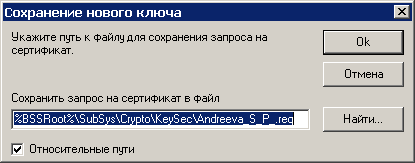 Сохранение нового ключа
Укажите путь к файлу для сохранения запроса на
сертификат.
Ok
Отмена
Сохранить запрос на сертификат в файл
%BSSRoot%\SubSys\Crypto\KeySec\Andreeva_S_P_.req
Найти...
Относительные пути